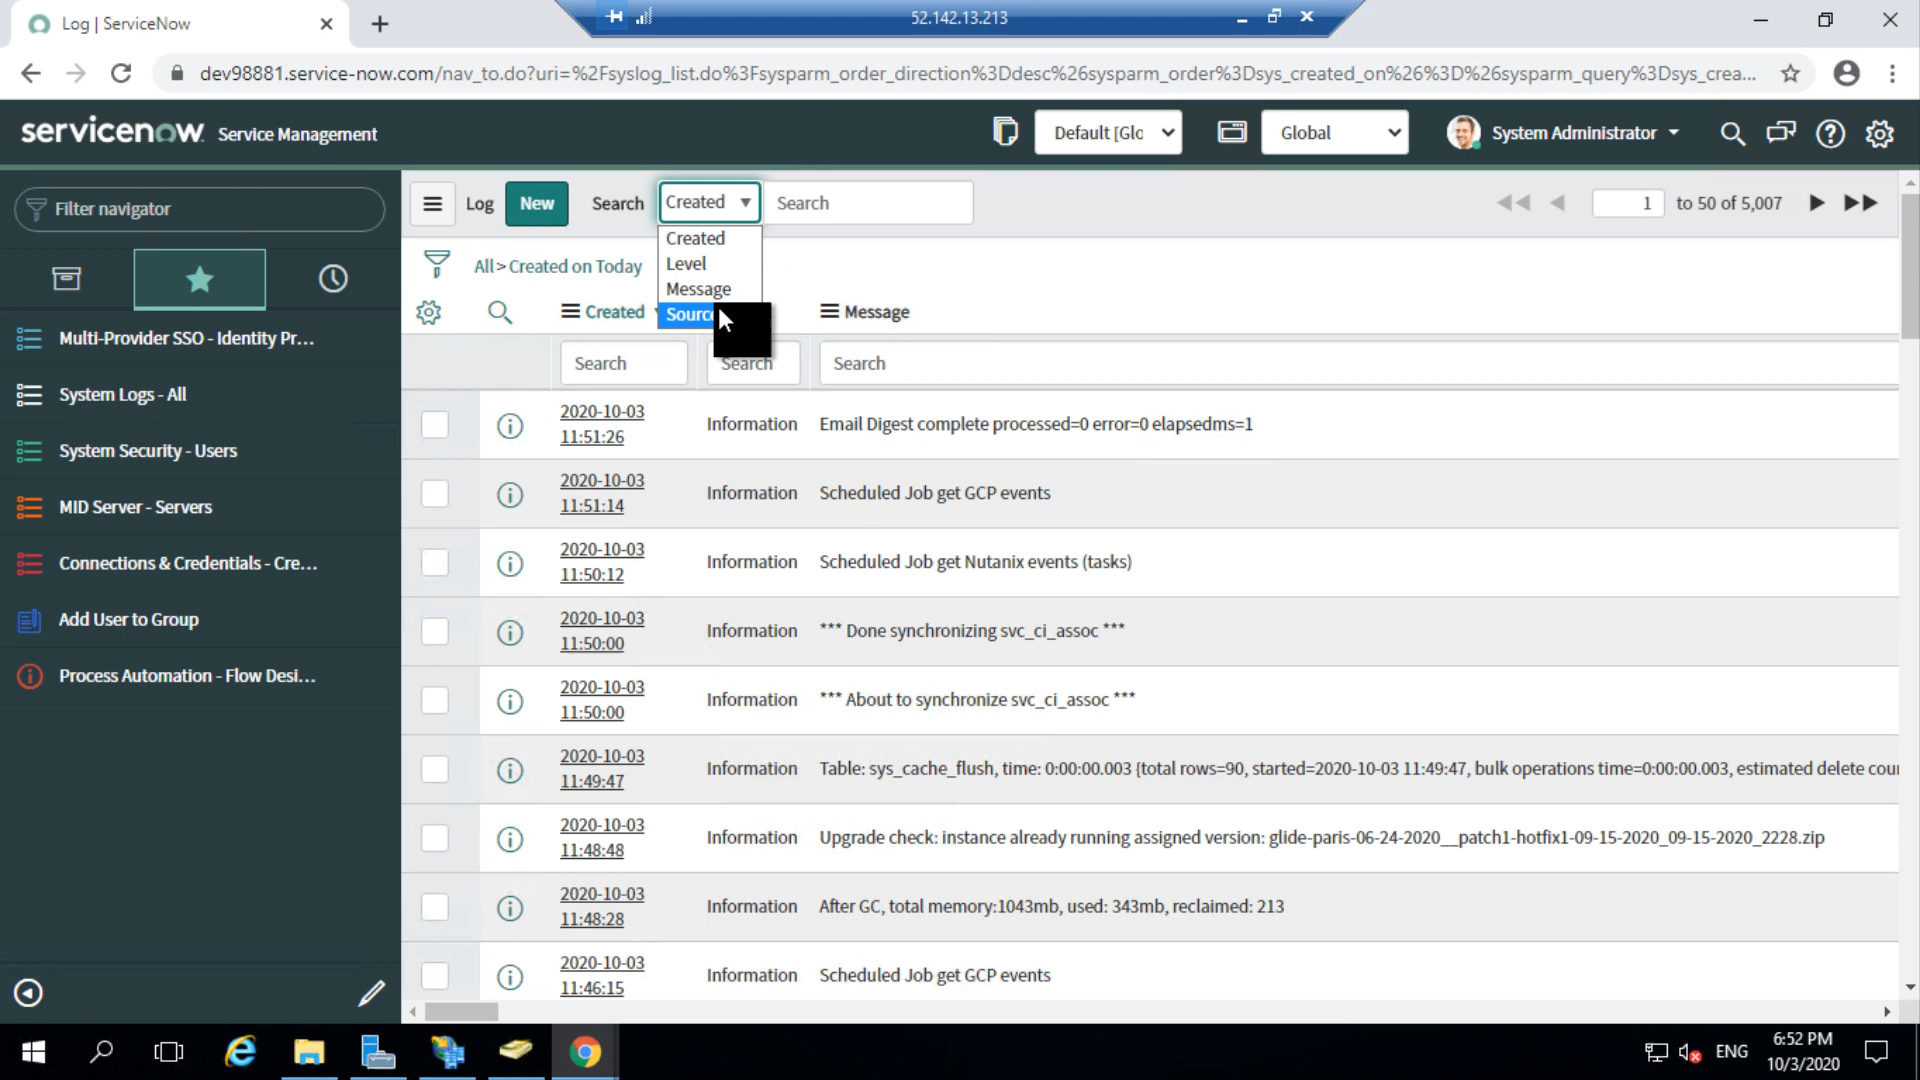 Log | ServiceNow
52.142.13.213
dev98881.service-now.com/nav_to.do?uri=%2Fsyslog_list.do%3Fsysparm_order_direction%3Ddesc%26sysparm_order%3Dsys_created_on%26%3D%26sysparm_query%3Dsys_crea...
servicenow Service Management
Default [Glo
Global
System Administrator
Filter navigator
Log
New
Search
Created
Search
1
to 50 of 5,007
Created
Level
Message
All > Created on Today
Created
Message
Search
Search
Search
Multi-Provider SSO - Identity Pr...
System Logs - All
System Security - Users
MID Server - Servers
Connections & Credentials - Cre...
Add User to Group
Process Automation - Flow Desi...
2020-10-03
11:51:26
Information
Email Digest complete processed=0 error=0 elapsedms=1
2020-10-03
11:51:14
Information
Scheduled Job get GCP events
2020-10-03
11:50:12
Information
Scheduled Job get Nutanix events (tasks)
2020-10-03
11:50:00
Information
*** Done synchronizing svc_ci_assoc ***
2020-10-03
11:50:00
Information
*** About to synchronize svc_ci_assoc ***
2020-10-03
11:49:47
Information
Table: sys_cache_flush, time: 0:00:00.003 {total rows=90, started=2020-10-03 11:49:47, bulk operations time=0:00:00.003, estimated delete cou
2020-10-03
11:48:48
Information
Upgrade check: instance already running assigned version: glide-paris-06-24-2020__patch1-hotfix1-09-15-2020_09-15-2020_2228.zip
2020-10-03
11:48:28
Information
After GC, total memory:1043mb, used: 343mb, reclaimed: 213
2020-10-03
11:46:15
Information
Scheduled Job get GCP events
ENG
6:52 PM
10/3/2020